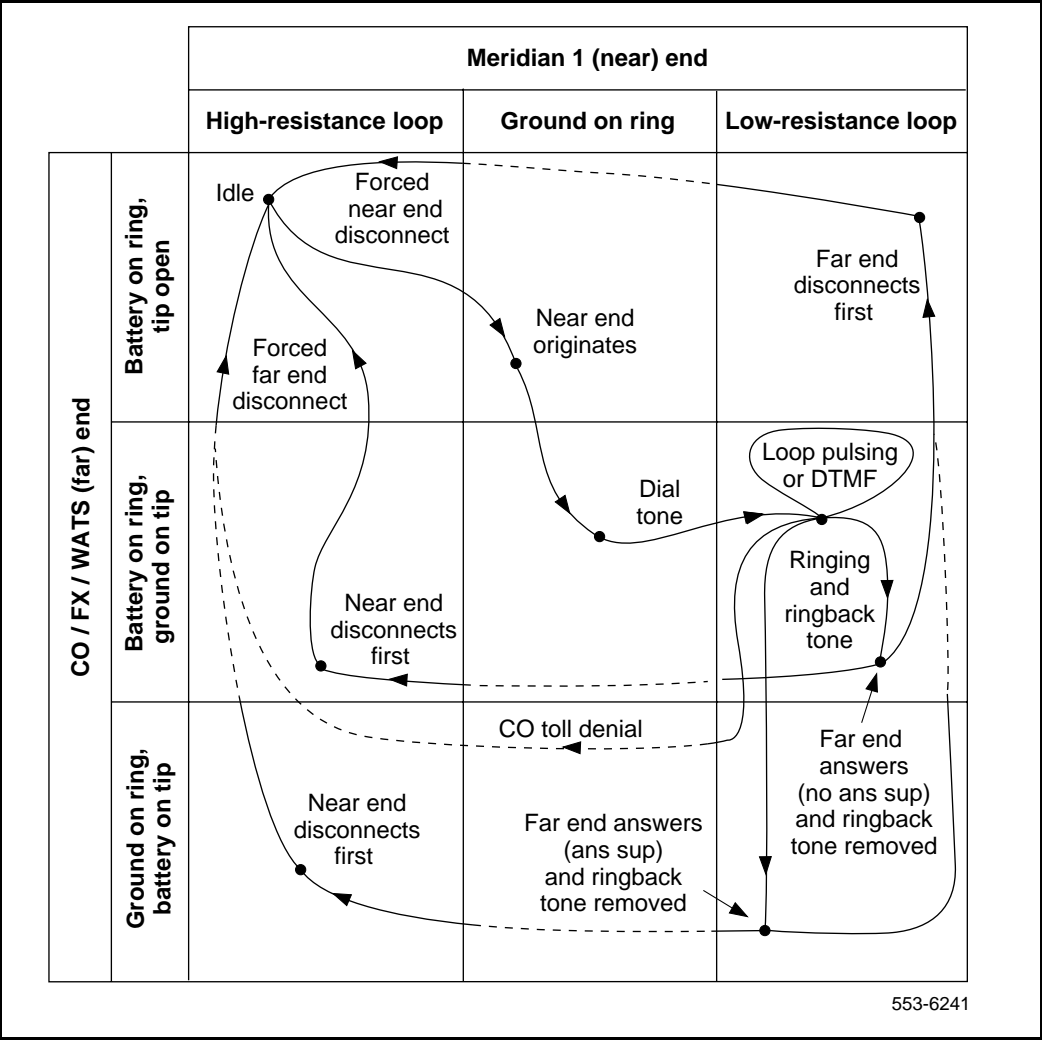 Meridian 1 (near) end
High-resistance loop
Ground on ring
Low-resistance loop
CO / FX / WATS (far) end
Battery on ring,
tip open
Idle
Forced
near end
disconnect
Far end
disconnects
first
Near end
originates
Forced
far end
disconnect
Battery on ring,
ground on tip
Loop pulsing
or DTMF
Dial
tone
Ringing
and
ringback
tone
Near end
disconnects
first
Ground on ring,
battery on tip
CO toll denial
Far end
answers
(no ans sup)
and ringback
tone removed
Near end
disconnects
first
Far end answers
(ans sup)
and ringback
tone removed
553-6241